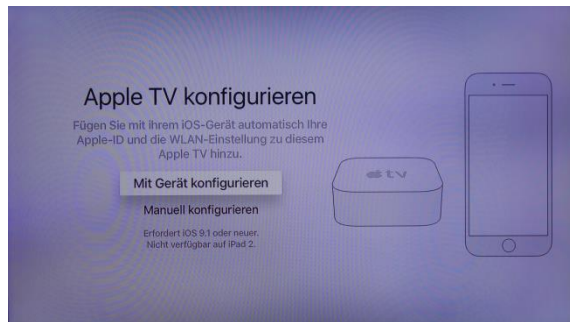 Apple TV konfigurieren
Fügen Sie mit ihrem iOS-Gerät automatisch Ihre
Apple-ID und die WLAN-Einstellung zu diesem
Apple TV hinzu.
Mit Gerät konfigurieren
Manuell konfigurieren
Erfordert iOS 9.1 oder neuer.
Nicht verfügbar auf iPad 2.
tv